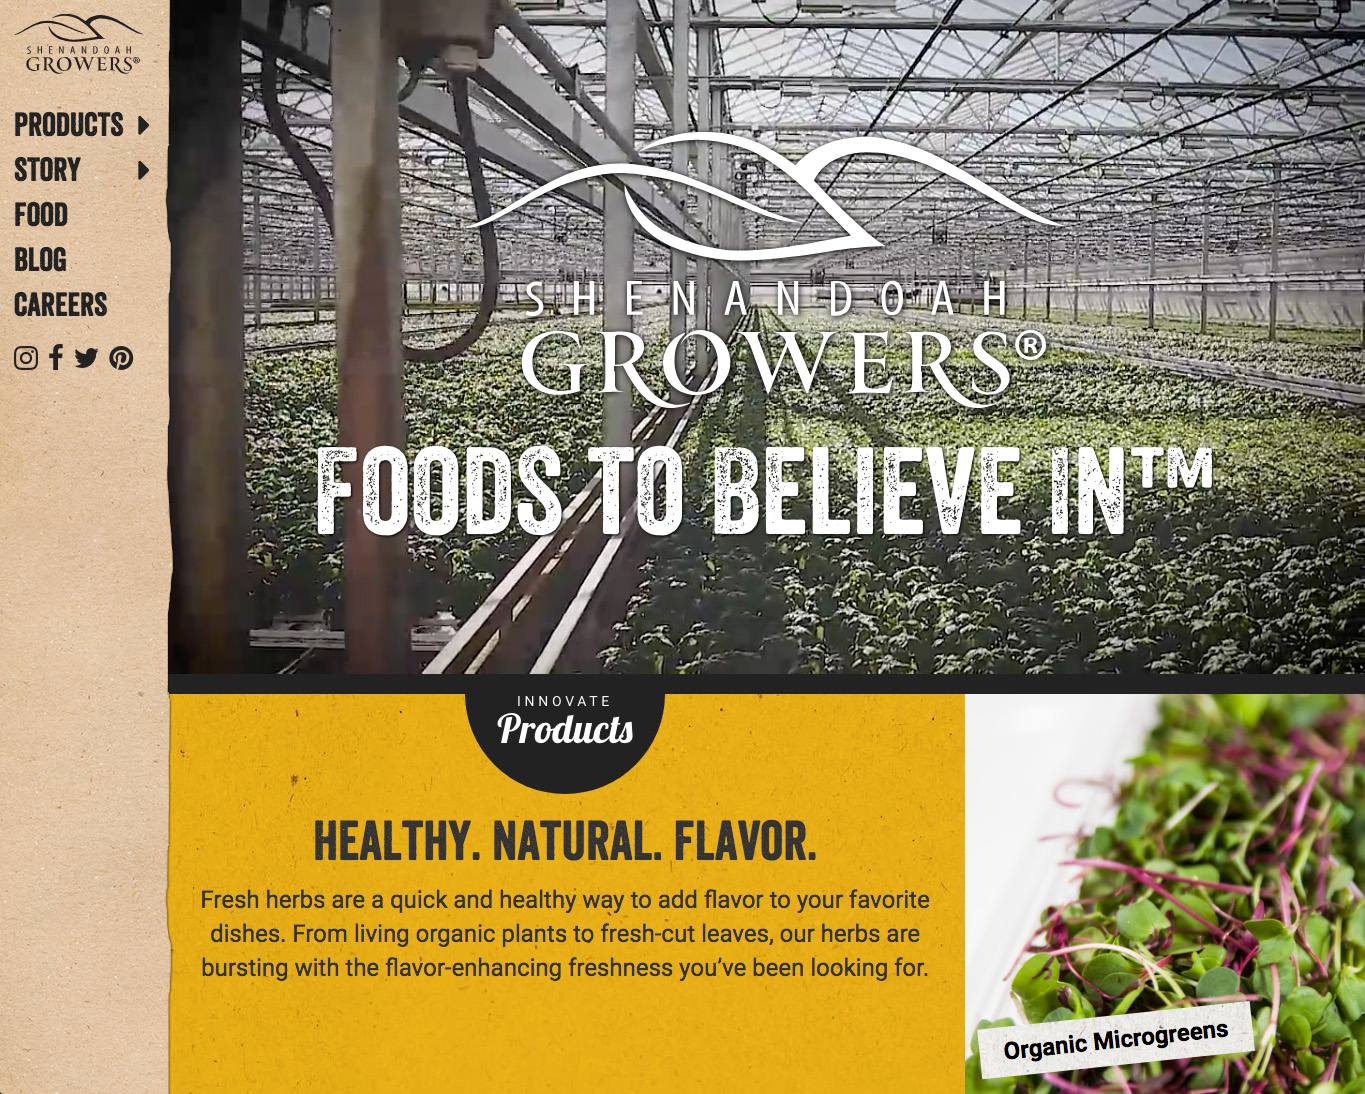 SHENANDOAH
GROWERS®
PRODUCTS
STORY
FOOD
BLOG
CAREERS
SHENANDOAH
GROWERS®
FOODS TO BELIEVE IN™
INNOVATE
Products
HEALTHY. NATURAL. FLAVOR.
Fresh herbs are a quick and healthy way to add flavor to your favorite
dishes. From living organic plants to fresh-cut leaves, our herbs are
bursting with the flavor-enhancing freshness you’ve been looking for.
Organic Microgreens